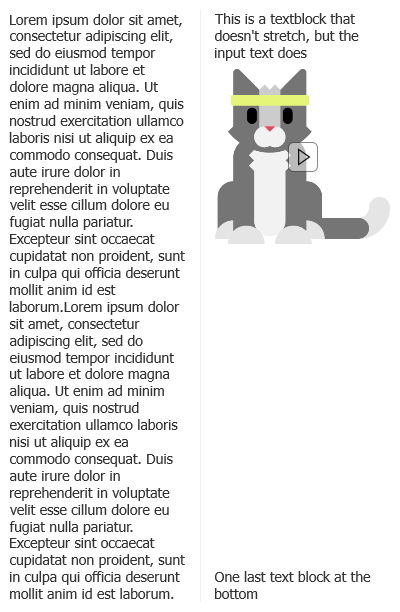 Lorem ipsum dolor sit amet,
consectetur adipiscing elit,
sed do eiusmod tempor
incididunt ut labore et
dolore magna aliqua. Ut
enim ad minim veniam, quis
nostrud exercitation ullamco
laboris nisi ut aliquip ex ea
commodo consequat. Duis
aute irure dolor in
reprehenderit in voluptate
velit esse cillum dolore eu
fugiat nulla pariatur.
Excepteur sint occaecat
cupidatat non proident, sunt
in culpa qui officia deserunt
mollit anim id est
laborum.Lorem ipsum dolor
sit amet, consectetur
adipiscing elit, sed do
eiusmod tempor incididunt
ut labore et dolore magna
aliqua. Ut enim ad minim
veniam, quis nostrud
exercitation ullamco laboris
nisi ut aliquip ex ea
commodo consequat. Duis
aute irure dolor in
reprehenderit in voluptate
velit esse cillum dolore eu
fugiat nulla pariatur.
Excepteur sint occaecat
cupidatat non proident, sunt
in culpa qui officia deserunt
mollit anim id est laborum.
This is a textblock that
doesn't stretch, but the
input text does
One last text block at the
bottom